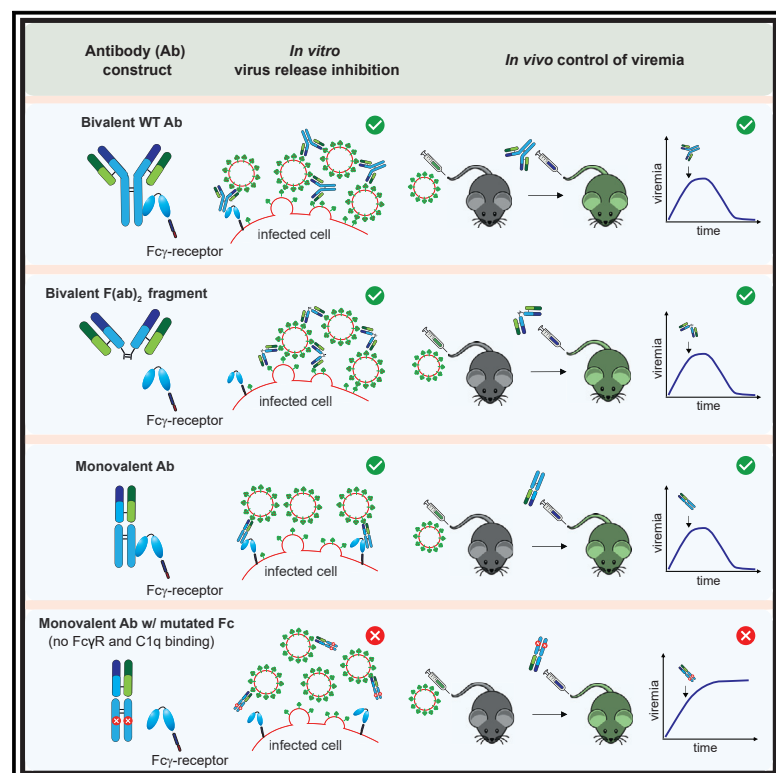 Antibody (Ab)
construct
In vitro
virus release inhibition
In vivo control of viremia
Bivalent WT Ab
Fcγ-receptor
infected cell
viremia
time
Bivalent F(ab)₂ fragment
Fcγ-receptor
infected cell
viremia
time
Monovalent Ab
Fcγ-receptor
infected cell
viremia
time
Monovalent Ab w/ mutated Fc
(no FcγR and C1q binding)
Fcγ-receptor
infected cell
viremia
time